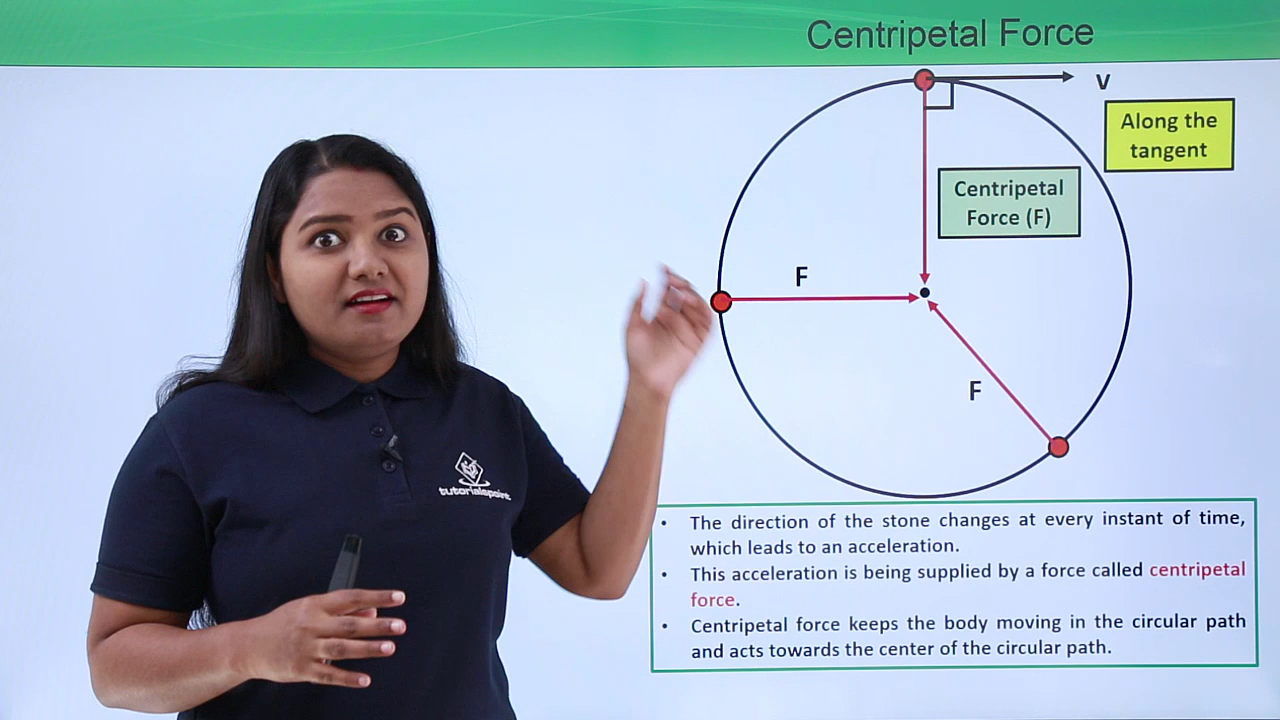 Centripetal Force
v
Along the
tangent
Centripetal
Force (F)
F
F
tutorialspoint
• The direction of the stone changes at every instant of time,
which leads to an acceleration.
• This acceleration is being supplied by a force called centripetal
force.
• Centripetal force keeps the body moving in the circular path
and acts towards the center of the circular path.